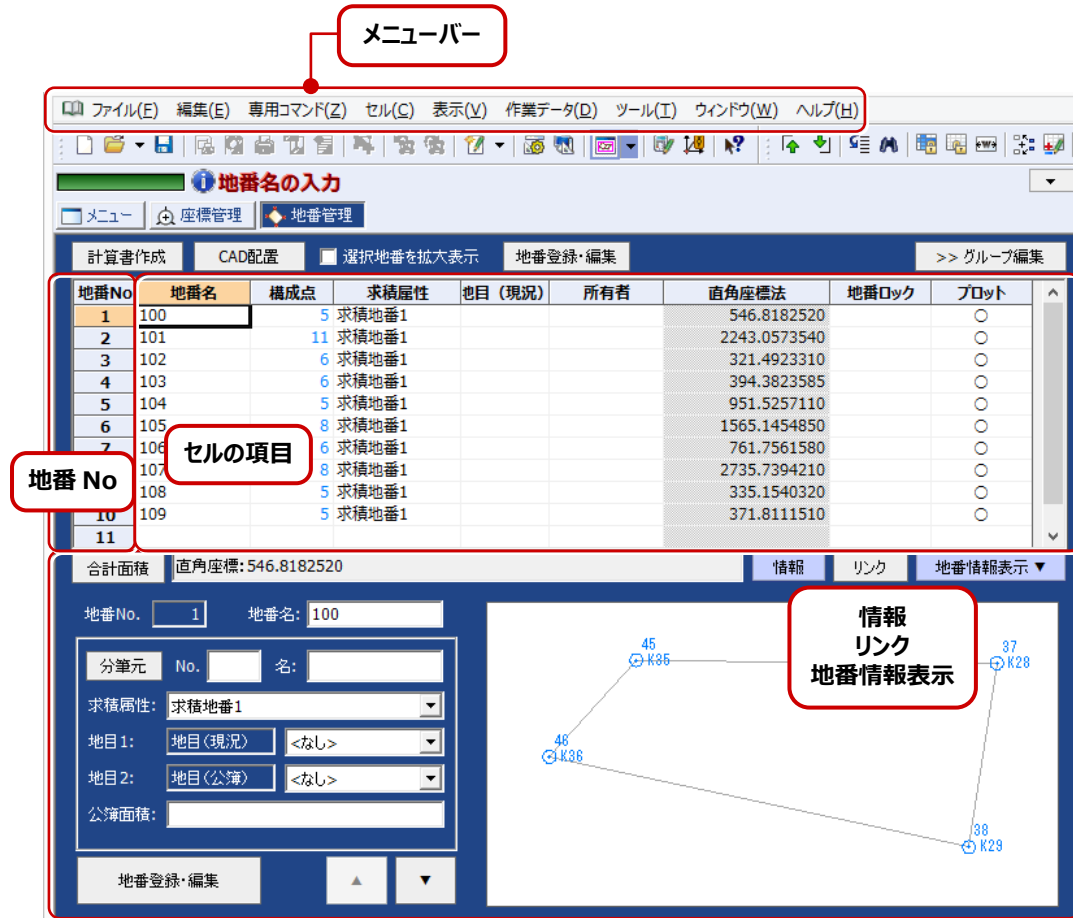 メニューバー
ファイル(F) 編集(E) 専用コマンド(Z) セル(C) 表示(V) 作業データ(D) ツール(T) ウィンドウ(W) ヘルプ(H)
地番名の入力
メニュー 座標管理 地番管理
計算書作成 CAD配置 選択地番を拡大表示 地番登録・編集 >> グループ編集
地番No 地番名 構成点 求積属性 地目（現況） 所有者 直角座標法 地番ロック プロット
1 100 5 求積地番1 546.8182520 ○
2 101 11 求積地番1 2243.0573540 ○
3 102 6 求積地番1 321.4923310 ○
4 103 6 求積地番1 394.3823585 ○
5 104 5 求積地番1 951.5257110 ○
6 105 8 求積地番1 1565.1454850 ○
7 106 6 求積地番1 761.7561580 ○
107 8 求積地番1 2735.7394210 ○
108 5 求積地番1 335.1540320 ○
10 109 5 求積地番1 371.8111510 ○
11
セルの項目
地番 No
合計面積 直角座標:546.8182520 情報 リンク 地番情報表示 ▼
情報
リンク
地番情報表示
地番No. 1 地番名: 100
分筆元 No. 名:
求積属性: 求積地番1
地目1: 地目(現況) <なし>
地目2: 地目(公簿) <なし>
公簿面積:
地番登録・編集 ▲ ▼
45
K35
37
K28
46
K36
38
K29